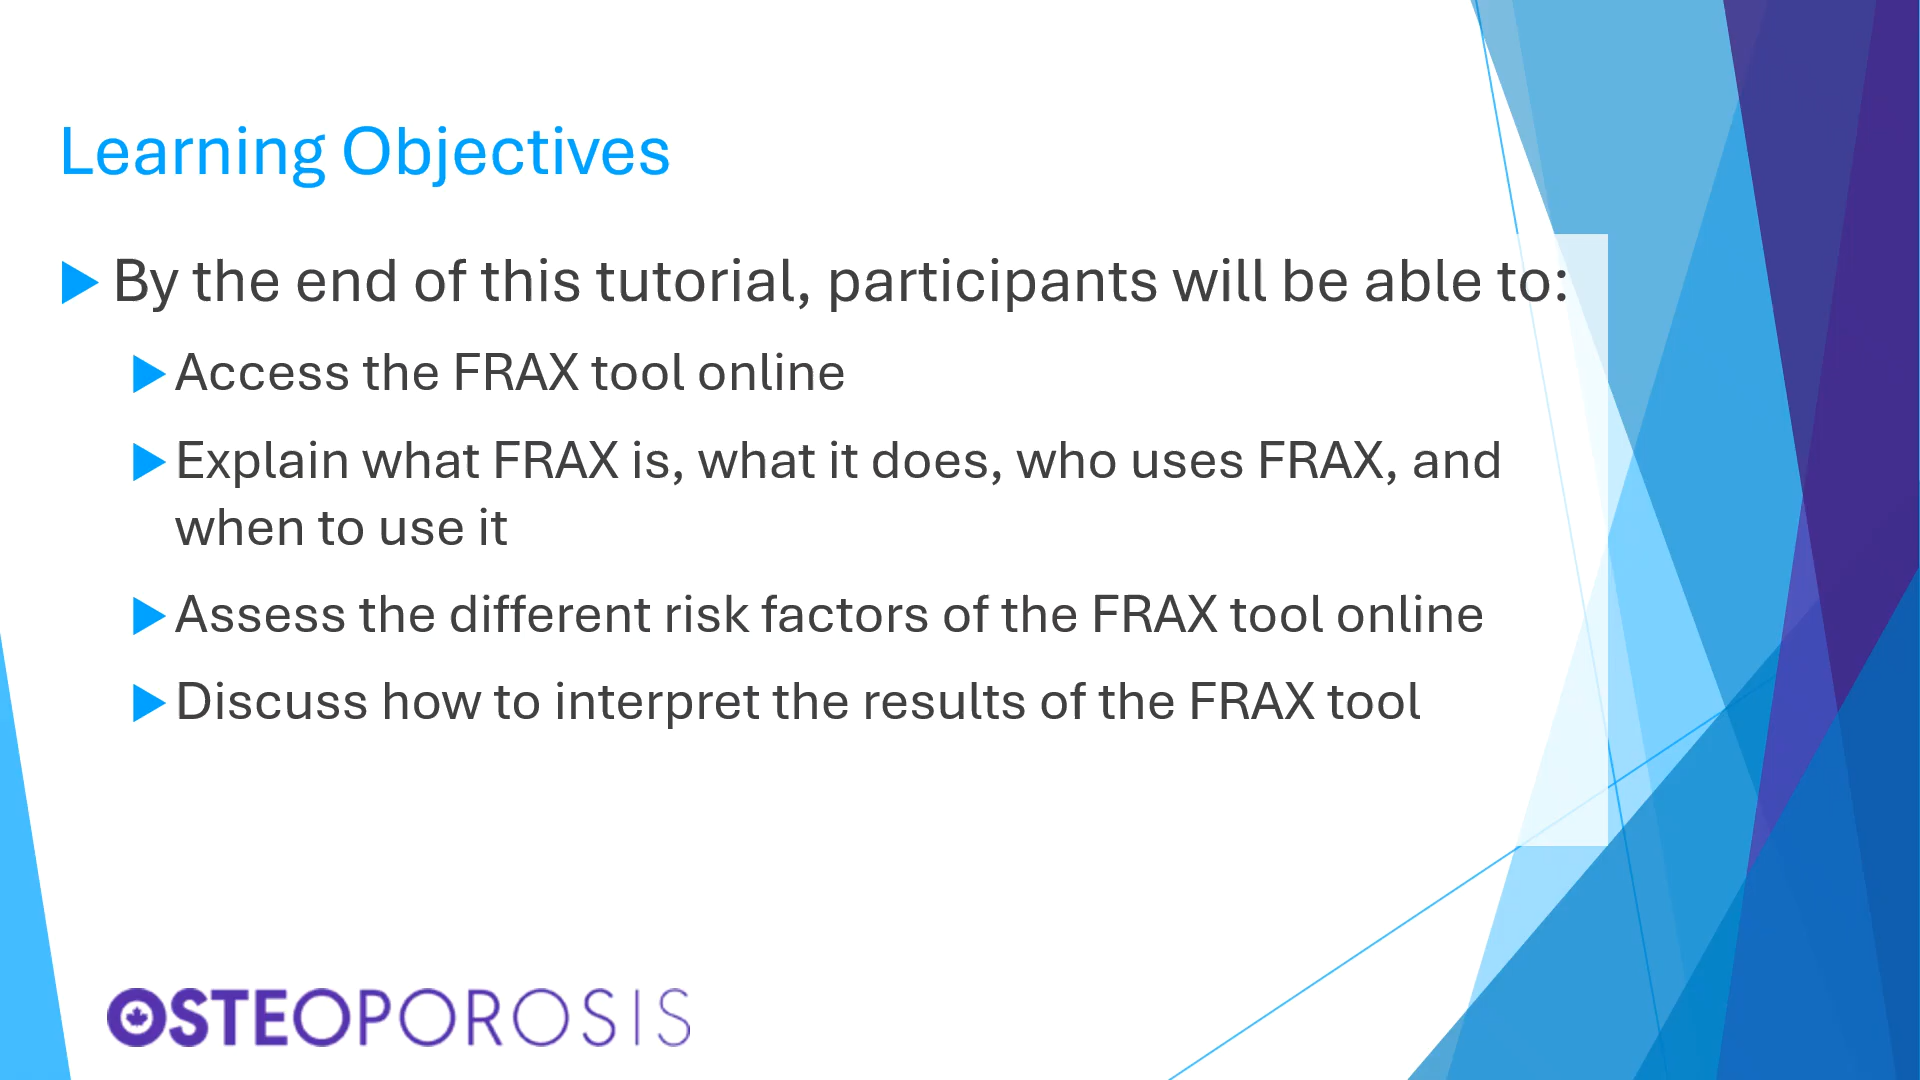 Learning Objectives
By the end of this tutorial, participants will be able to:
Access the FRAX tool online
Explain what FRAX is, what it does, who uses FRAX, and
when to use it
Assess the different risk factors of the FRAX tool online
Discuss how to interpret the results of the FRAX tool
OSTEOPOROSIS